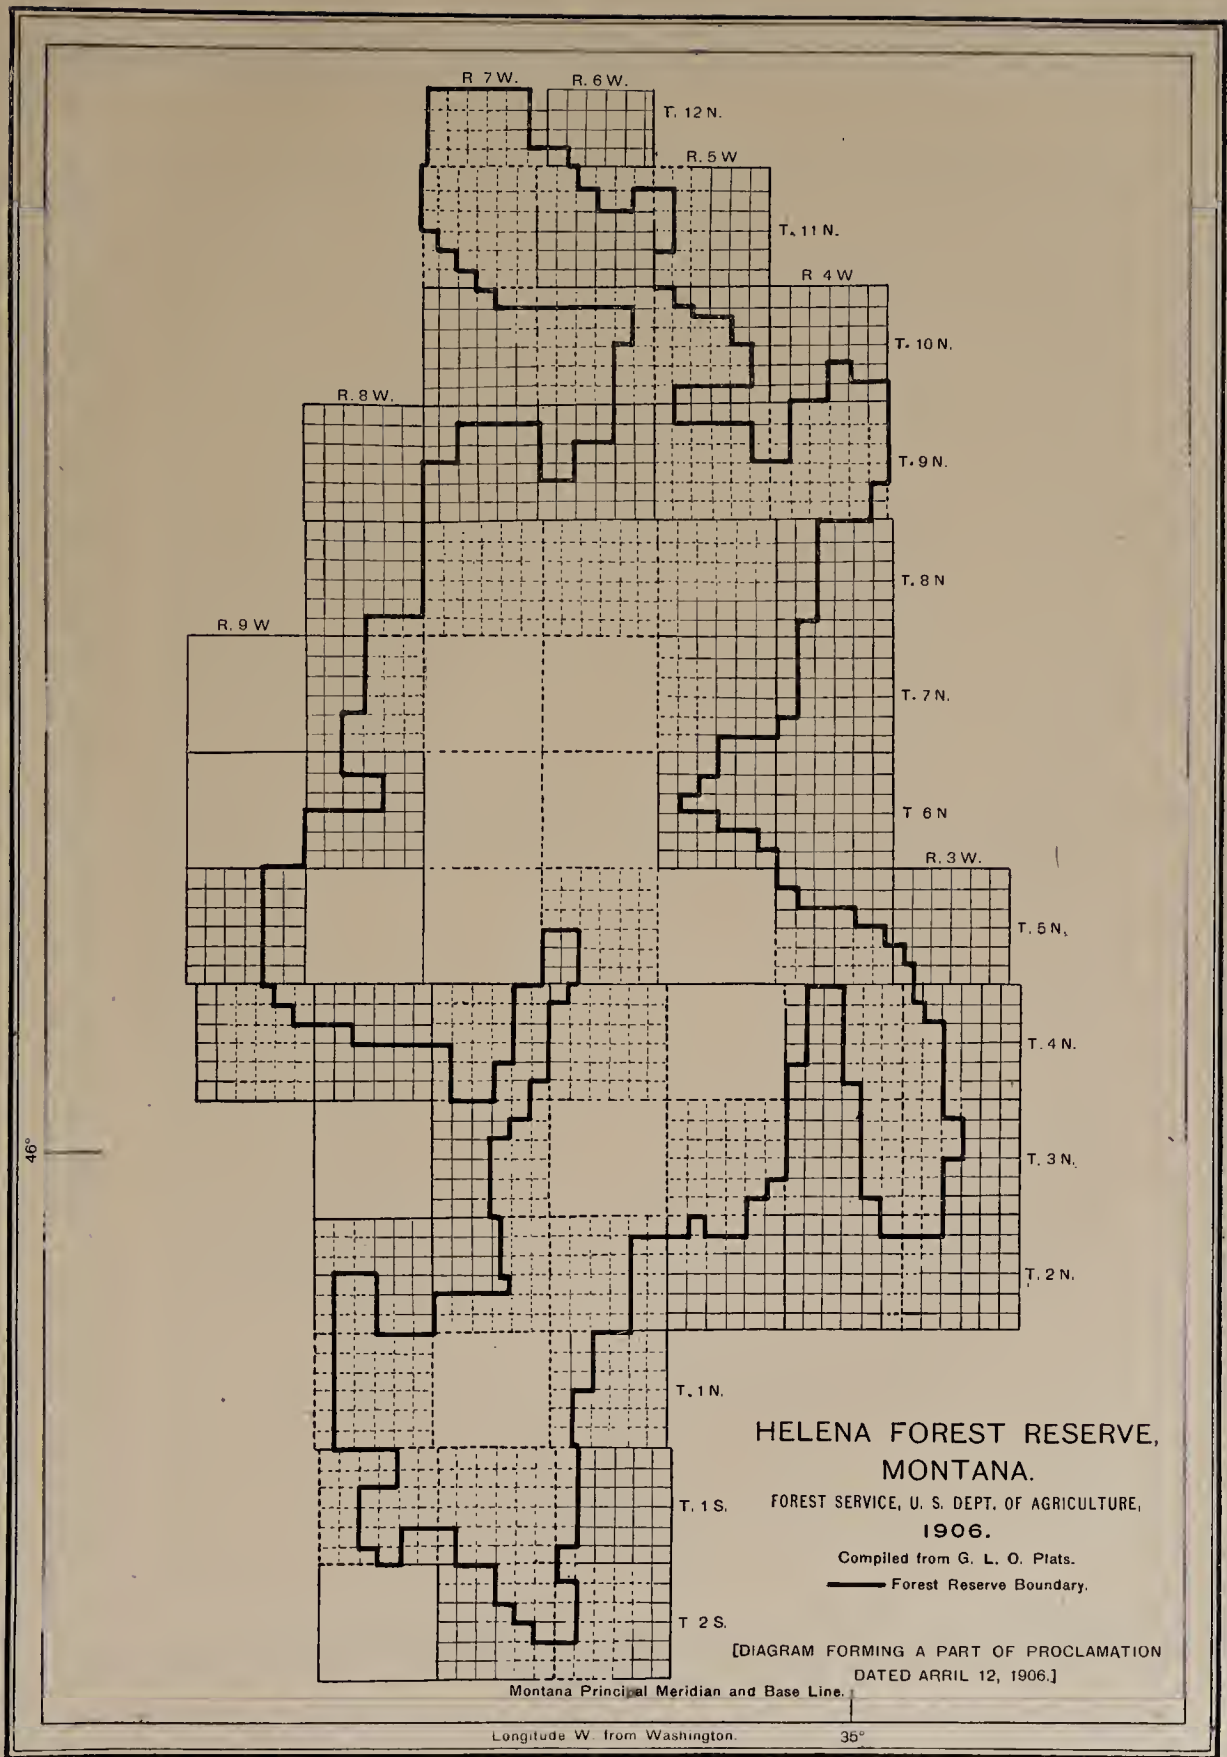 R 7 W.
R. 6 W.
T. 12 N.
R. 5 W
T. 11 N.
R 4 W
T. 10 N.
R. 8 W.
T. 9 N.
T. 8 N
R. 9 W
T. 7 N.
T 6 N
R. 3 W.
T. 5 N.
T. 4 N.
46°
T. 3 N.
T. 2 N.
T. 1 N.
HELENA FOREST RESERVE,
MONTANA.
FOREST SERVICE, U. S. DEPT. OF AGRICULTURE,
1906.
T. 1 S.
Compiled from G. L. O. Plats.
Forest Reserve Boundary.
T 2 S.
[DIAGRAM FORMING A PART OF PROCLAMATION
DATED ARRIL 12, 1906.]
Montana Principal Meridian and Base Line.
Longitude W. from Washington.
35°